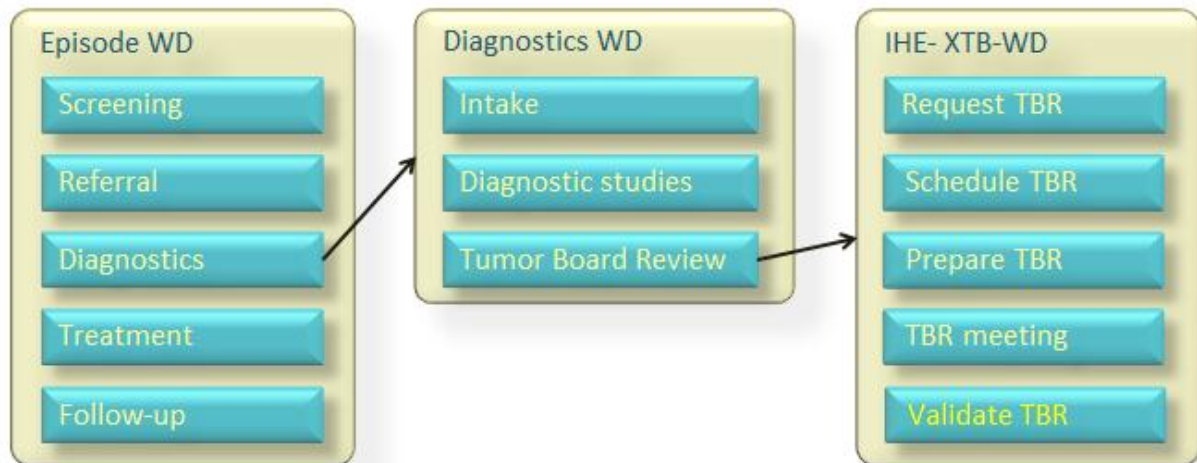 Episode WD
Screening
Referral
Diagnostics
Treatment
Follow-up
Diagnostics WD
Intake
Diagnostic studies
Tumor Board Review
IHE- XTB-WD
Request TBR
Schedule TBR
Prepare TBR
TBR meeting
Validate TBR